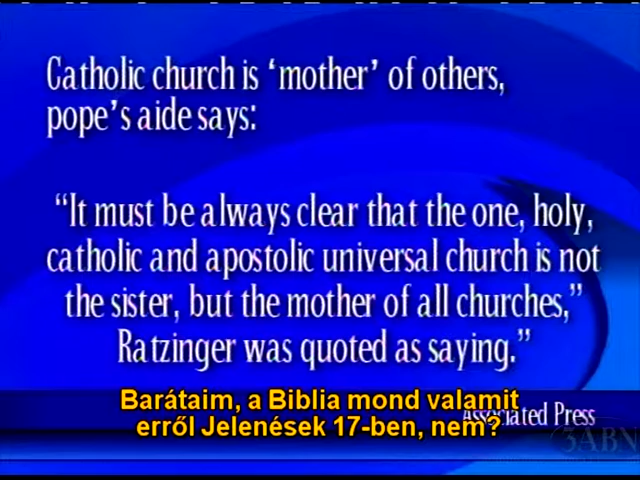 Catholic church is ‘mother’ of others,
pope’s aide says:
“It must be always clear that the one, holy,
catholic and apostolic universal church is not
the sister, but the mother of all churches,”
Ratzinger was quoted as saying.”
Associated Press
Barátaim, a Biblia mond valamit
erről Jelenések 17-ben, nem?
3ABN